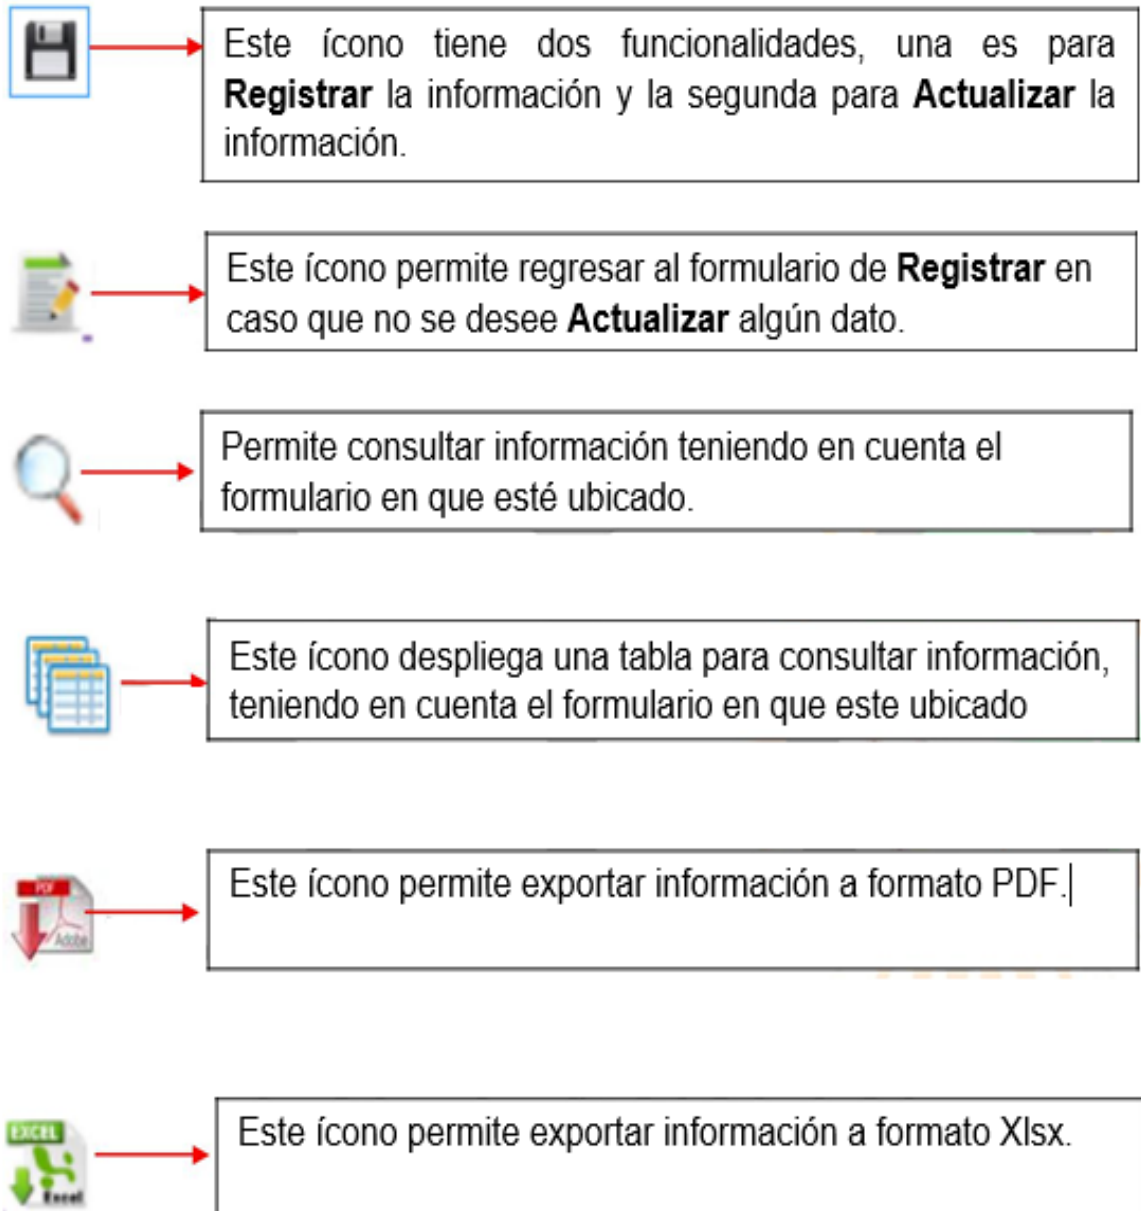 Este ícono tiene dos funcionalidades, una es para
Registrar la información y la segunda para Actualizar la
información.
Este ícono permite regresar al formulario de Registrar en
caso que no se desee Actualizar algún dato.
Permite consultar información teniendo en cuenta el
formulario en que esté ubicado.
Este ícono despliega una tabla para consultar información,
teniendo en cuenta el formulario en que este ubicado
PDF
Adobe
Este ícono permite exportar información a formato PDF.
EXCEL
Excel
Este ícono permite exportar información a formato Xlsx.